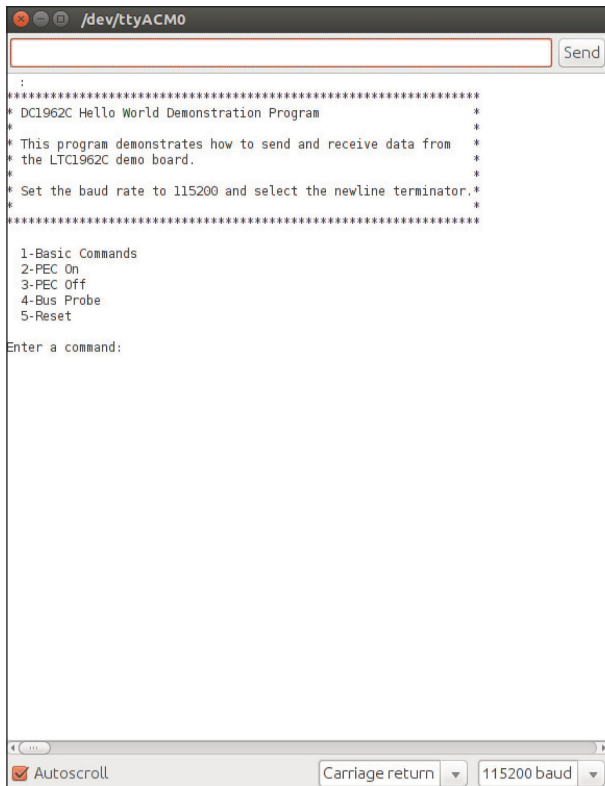 /dev/ttyACM0
Send
:
******************************************************************
* DC1962C Hello World Demonstration Program *
* *
* This program demonstrates how to send and receive data from *
* the LTC1962C demo board. *
* *
* Set the baud rate to 115200 and select the newline terminator.*
* *
******************************************************************
1-Basic Commands
2-PEC On
3-PEC Off
4-Bus Probe
5-Reset
Enter a command:
Autoscroll
Carriage return
115200 baud